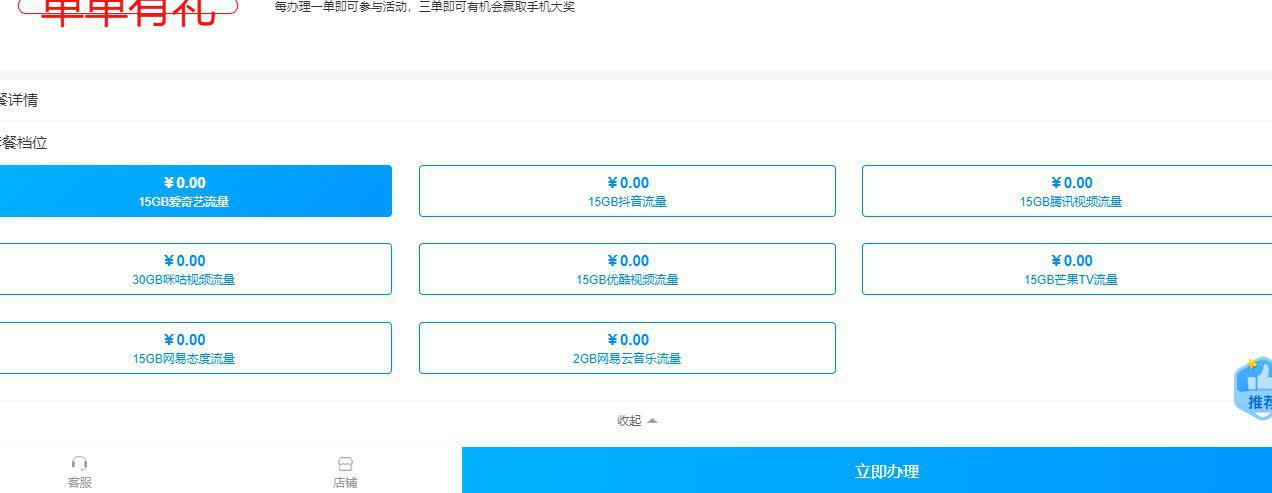 单单有礼
每办理一单即可参与活动，三单即可有机会赢取手机大奖
餐详情
套餐档位
¥0.00
15GB爱奇艺流量
¥0.00
15GB抖音流量
¥0.00
15GB腾讯视频流量
¥0.00
30GB咪咕视频流量
¥0.00
15GB优酷视频流量
¥0.00
15GB芒果TV流量
¥0.00
15GB网易态度流量
¥0.00
2GB网易云音乐流量
推荐
收起
客服
店铺
立即办理